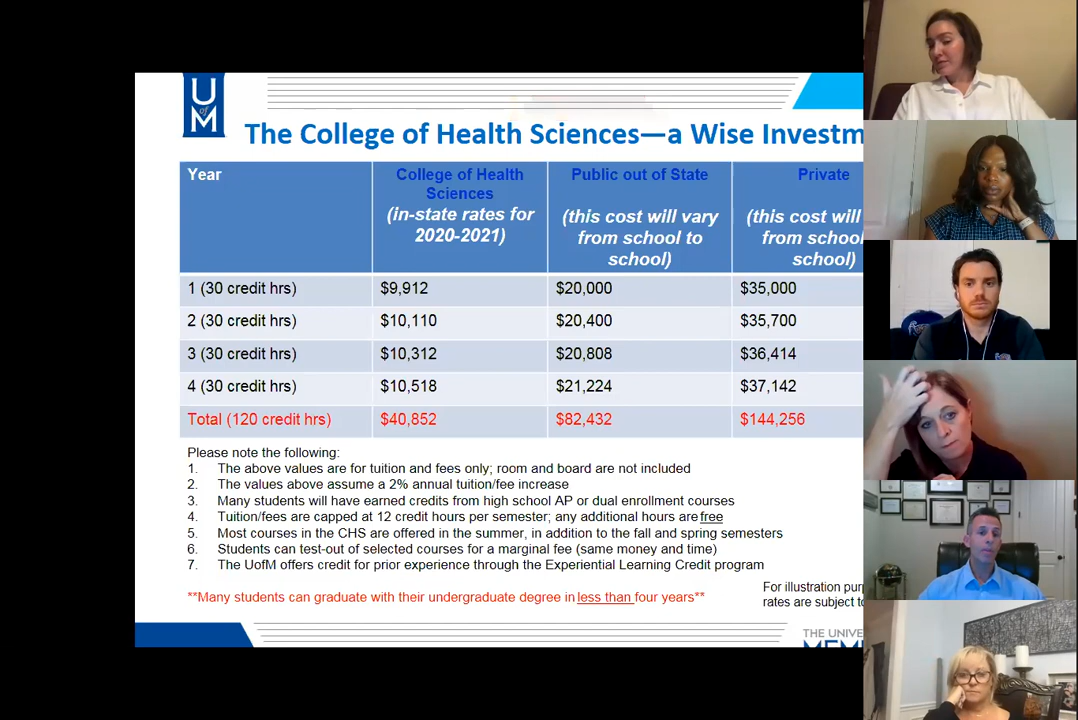 U
of
M
The College of Health Sciences—a Wise Investm
Year
College of Health
Sciences
(in-state rates for
2020-2021)
Public out of State
(this cost will vary
from school to
school)
Private
(this cost will
from school
school)
1 (30 credit hrs) $9,912 $20,000 $35,000
2 (30 credit hrs) $10,110 $20,400 $35,700
3 (30 credit hrs) $10,312 $20,808 $36,414
4 (30 credit hrs) $10,518 $21,224 $37,142
Total (120 credit hrs) $40,852 $82,432 $144,256
Please note the following:
1. The above values are for tuition and fees only; room and board are not included
2. The values above assume a 2% annual tuition/fee increase
3. Many students will have earned credits from high school AP or dual enrollment courses
4. Tuition/fees are capped at 12 credit hours per semester; any additional hours are free
5. Most courses in the CHS are offered in the summer, in addition to the fall and spring semesters
6. Students can test-out of selected courses for a marginal fee (same money and time)
7. The UofM offers credit for prior experience through the Experiential Learning Credit program
**Many students can graduate with their undergraduate degree in less than four years**
For illustration pur
rates are subject to
THE UNIVE
MEM